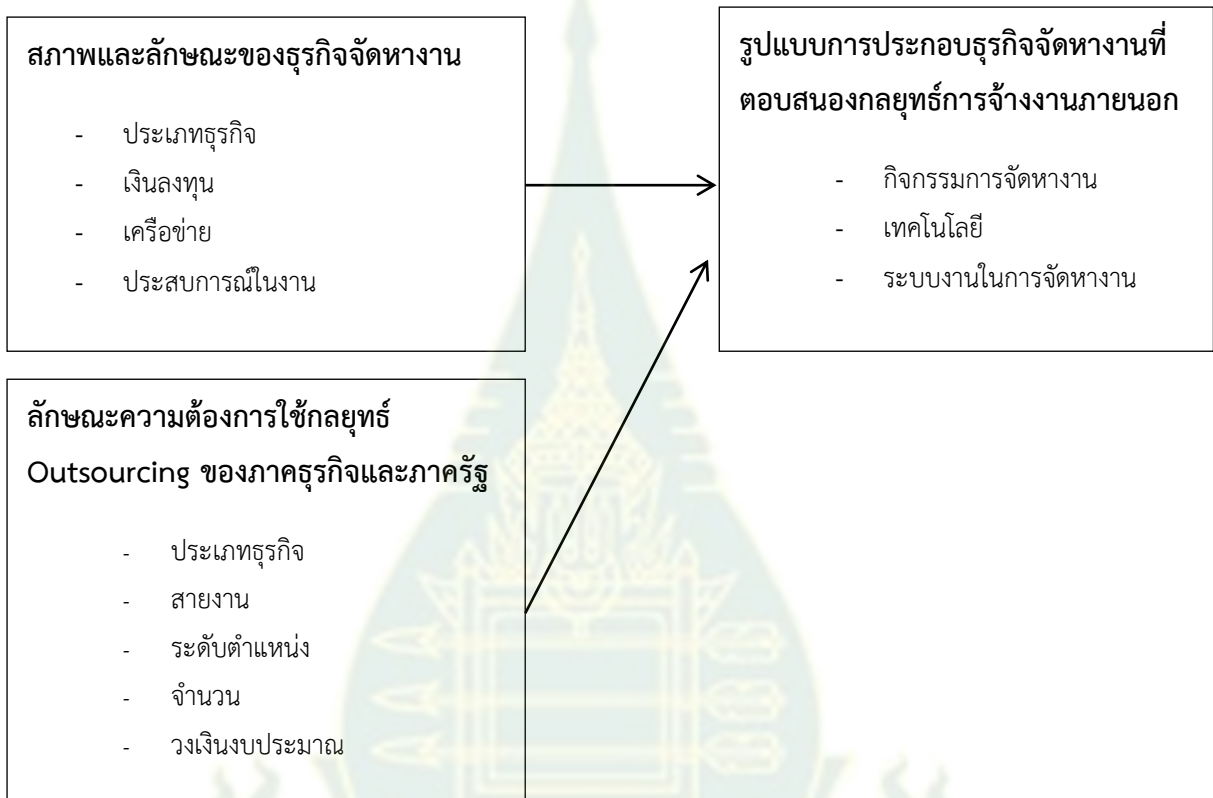 สภาพและลักษณะของธุรกิจจัดหางาน
- ประเภทธุรกิจ
- เงินลงทุน
- เครือข่าย
- ประสบการณ์ในงาน
รูปแบบการประกอบธุรกิจจัดหางานที่
ตอบสนองกลยุทธ์การจ้างงานภายนอก
- กิจกรรมการจัดหางาน
- เทคโนโลยี
- ระบบงานในการจัดหางาน
ลักษณะความต้องการใช้กลยุทธ์
Outsourcing ของภาคธุรกิจและภาครัฐ
- ประเภทธุรกิจ
- สายงาน
- ระดับตำแหน่ง
- จำนวน
- วงเงินงบประมาณ